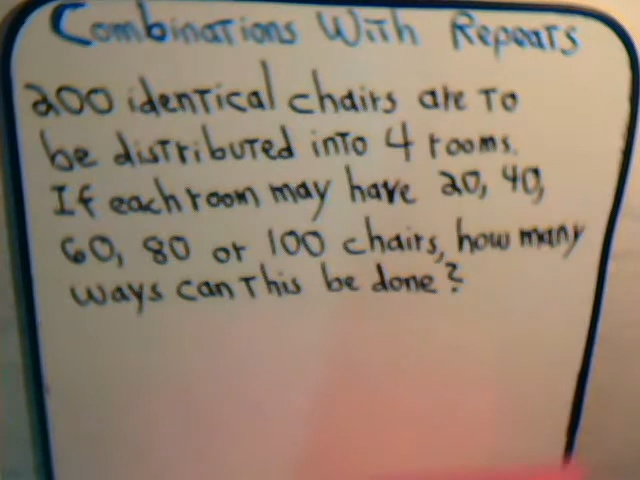 Combinations With Repeats
200 identical chairs are to
be distributed into 4 rooms.
If each room may have 20, 40,
60, 80 or 100 chairs, how many
ways can this be done?